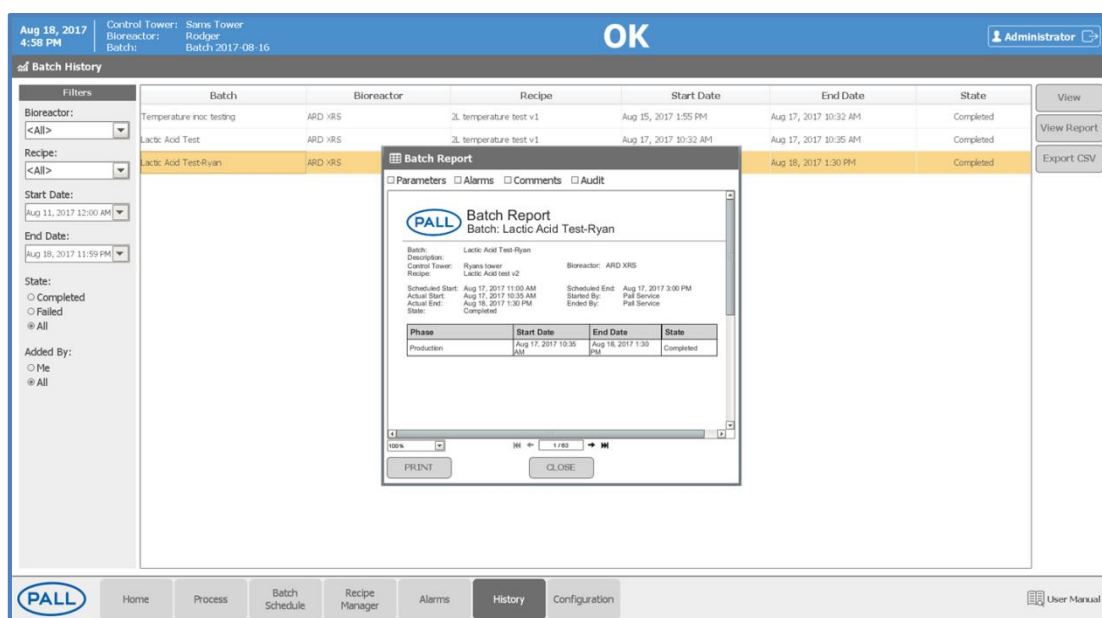 Aug 18, 2017
4:58 PM
Control Tower: Sams Tower
Bioreactor: Rodger
Batch: Batch 2017-08-16
OK
Administrator
Batch History
Filters
Bioreactor:
<All>
Recipe:
<All>
Start Date:
Aug 11, 2017 12:00 AM
End Date:
Aug 18, 2017 11:59 PM
State:
Completed
Failed
All
Added By:
Me
All
Batch Bioreactor Recipe Start Date End Date State
Temperature inoc testing ARD XRS 2L temperature test v1 Aug 15, 2017 1:55 PM Aug 17, 2017 10:32 AM Completed
Lactic Acid Test ARD XRS 2L temperature test v1 Aug 17, 2017 10:32 AM Aug 17, 2017 10:35 AM Completed
Lactic Acid Test-Ryan ARD XRS Aug 18, 2017 1:30 PM Completed
View
View Report
Export CSV
Batch Report
Parameters Alarms Comments Audit
PALL
Batch Report
Batch: Lactic Acid Test-Ryan
Batch: Lactic Acid Test-Ryan
Description:
Control Tower: Ryans tower Bioreactor: ARD XRS
Recipe: Lactic Acid test v2
Scheduled Start: Aug 17, 2017 11:00 AM Scheduled End: Aug 17, 2017 3:00 PM
Actual Start: Aug 17, 2017 10:35 AM Started By: Pall Service
Actual End: Aug 18, 2017 1:30 PM Ended By: Pall Service
State: Completed
Phase Start Date End Date State
Production Aug 17, 2017 10:35 AM Aug 18, 2017 1:30 PM Completed
100% 1 / 63
PRINT CLOSE
PALL
Home Process Batch Schedule Recipe Manager Alarms History Configuration
User Manual